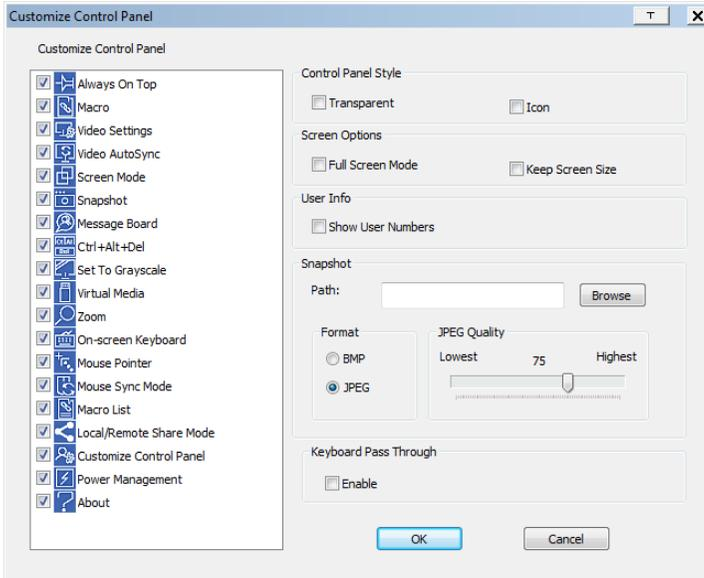 Customize Control Panel
Customize Control Panel
Always On Top
Macro
Video Settings
Video AutoSync
Screen Mode
Snapshot
Message Board
Ctrl+Alt+Del
Set To Grayscale
Virtual Media
Zoom
On-screen Keyboard
Mouse Pointer
Mouse Sync Mode
Macro List
Local/Remote Share Mode
Customize Control Panel
Power Management
About
Control Panel Style
Transparent
Icon
Screen Options
Full Screen Mode
Keep Screen Size
User Info
Show User Numbers
Snapshot
Path:
Browse
Format
BMP
JPEG
JPEG Quality
Lowest 75 Highest
Keyboard Pass Through
Enable
OK
Cancel